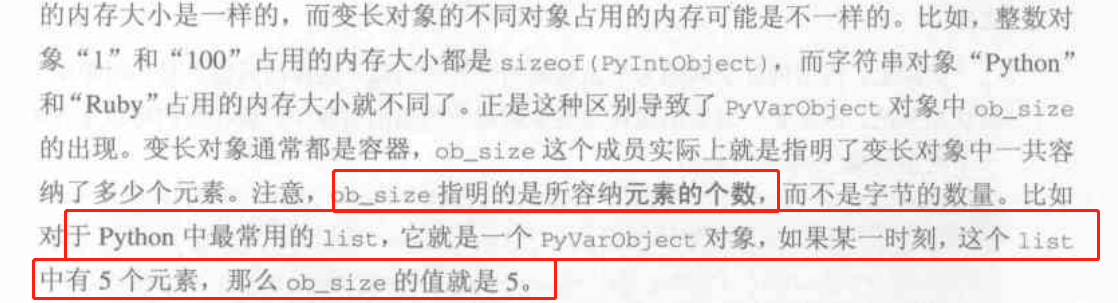 的内存大小是一样的，而变长对象的不同对象占用的内存可能是不一样的。比如，整数对
象“1”和“100”占用的内存大小都是 sizeof(PyIntObject)，而字符串对象“Python”
和“Ruby”占用的内存大小就不同了。正是这种区别导致了 PyVarObject 对象中 ob_size
的出现。变长对象通常都是容器，ob_size 这个成员实际上就是指明了变长对象中一共容
纳了多少个元素。注意，ob_size 指明的是所容纳元素的个数，而不是字节的数量。比如
对于 Python 中最常用的 list，它就是一个 PyVarObject 对象，如果某一时刻，这个 list
中有 5 个元素，那么 ob_size 的值就是 5。